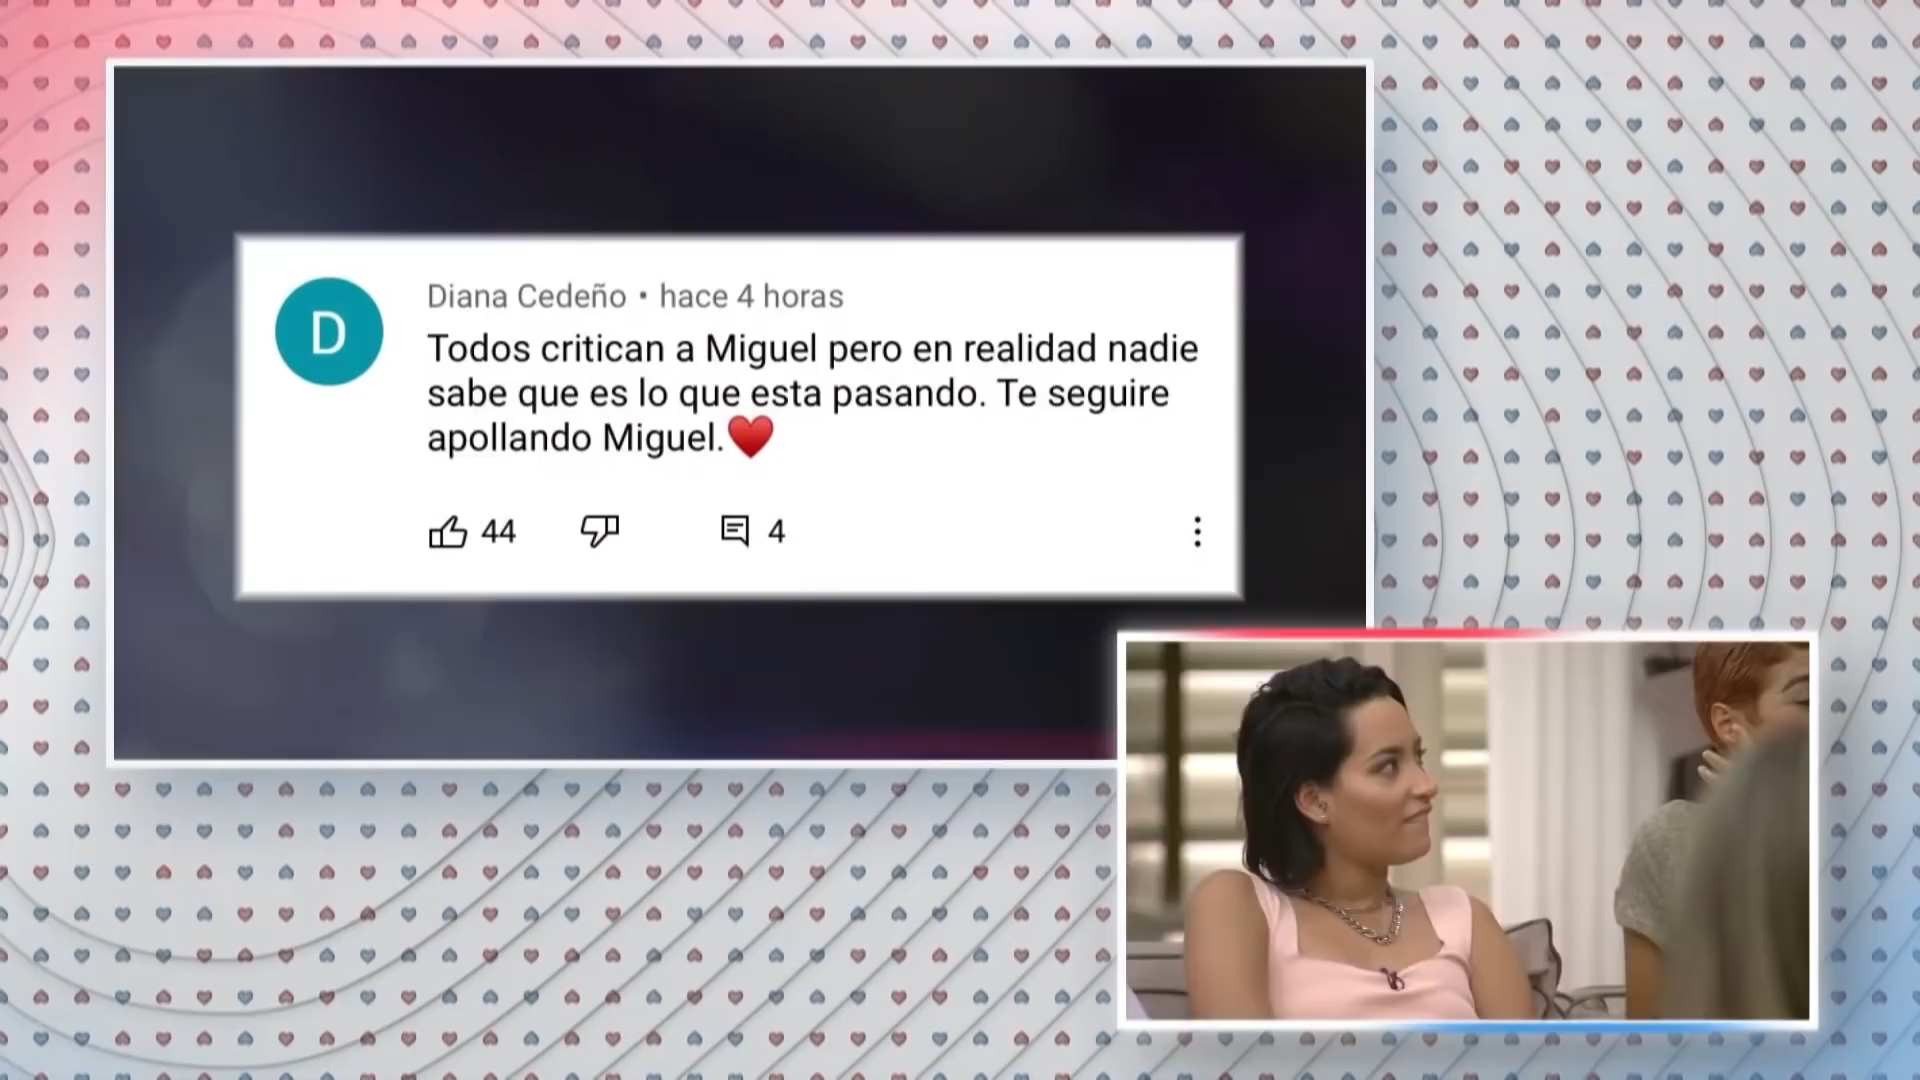 D
Diana Cedeño • hace 4 horas
Todos critican a Miguel pero en realidad nadie
sabe que es lo que esta pasando. Te seguire
apollando Miguel.❤️
44
4